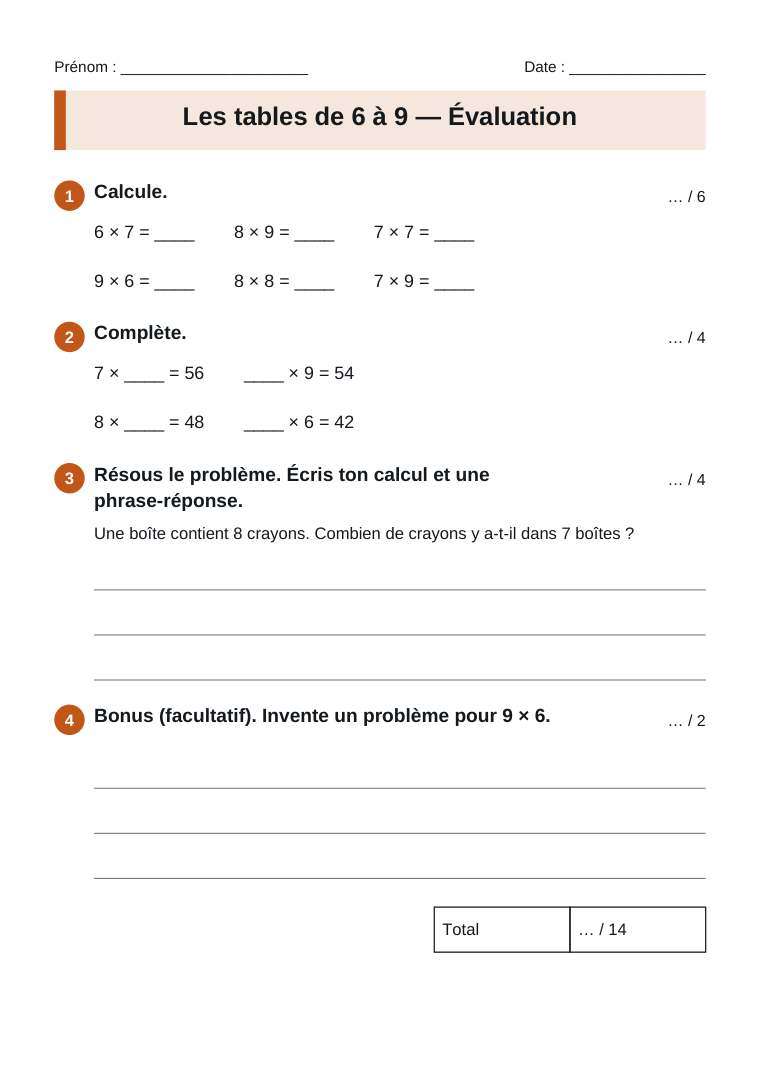 Prénom : ______________________ Date : ________________
Les tables de 6 à 9 — Évaluation
1 Calcule. … / 6
6 × 7 = ____ 8 × 9 = ____ 7 × 7 = ____
9 × 6 = ____ 8 × 8 = ____ 7 × 9 = ____
2 Complète. … / 4
7 × ____ = 56 ____ × 9 = 54
8 × ____ = 48 ____ × 6 = 42
3 Résous le problème. Écris ton calcul et une … / 4
phrase-réponse.
Une boîte contient 8 crayons. Combien de crayons y a-t-il dans 7 boîtes ?
4 Bonus (facultatif). Invente un problème pour 9 × 6. … / 2
Total … / 14